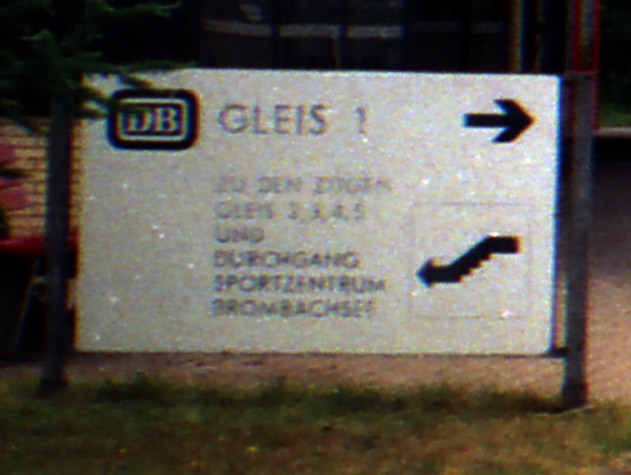 DB GLEIS 1
ZU DEN ZÜGEN
GLEIS 2,3,4,5
UND
DURCHGANG
SPORTZENTRUM
BROMBACHSEE